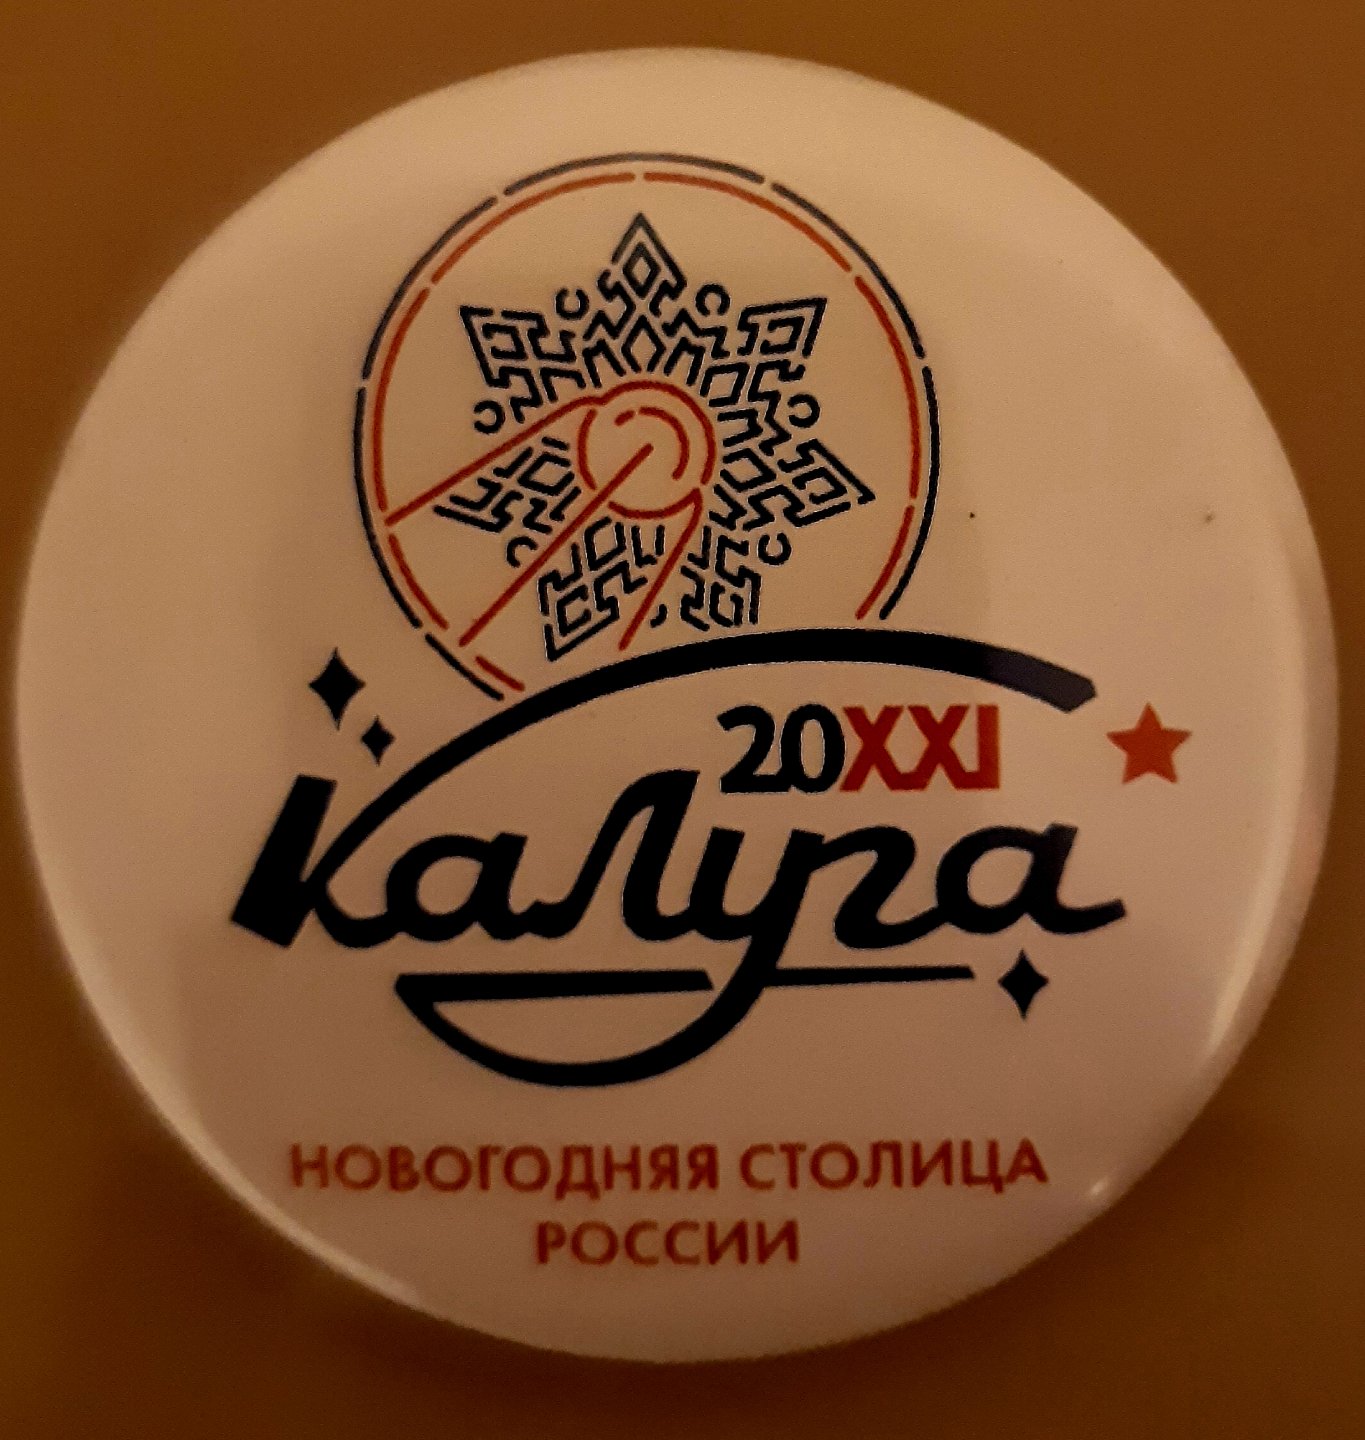 20XXI
Калуга
НОВОГОДНЯЯ СТОЛИЦА
РОССИИ